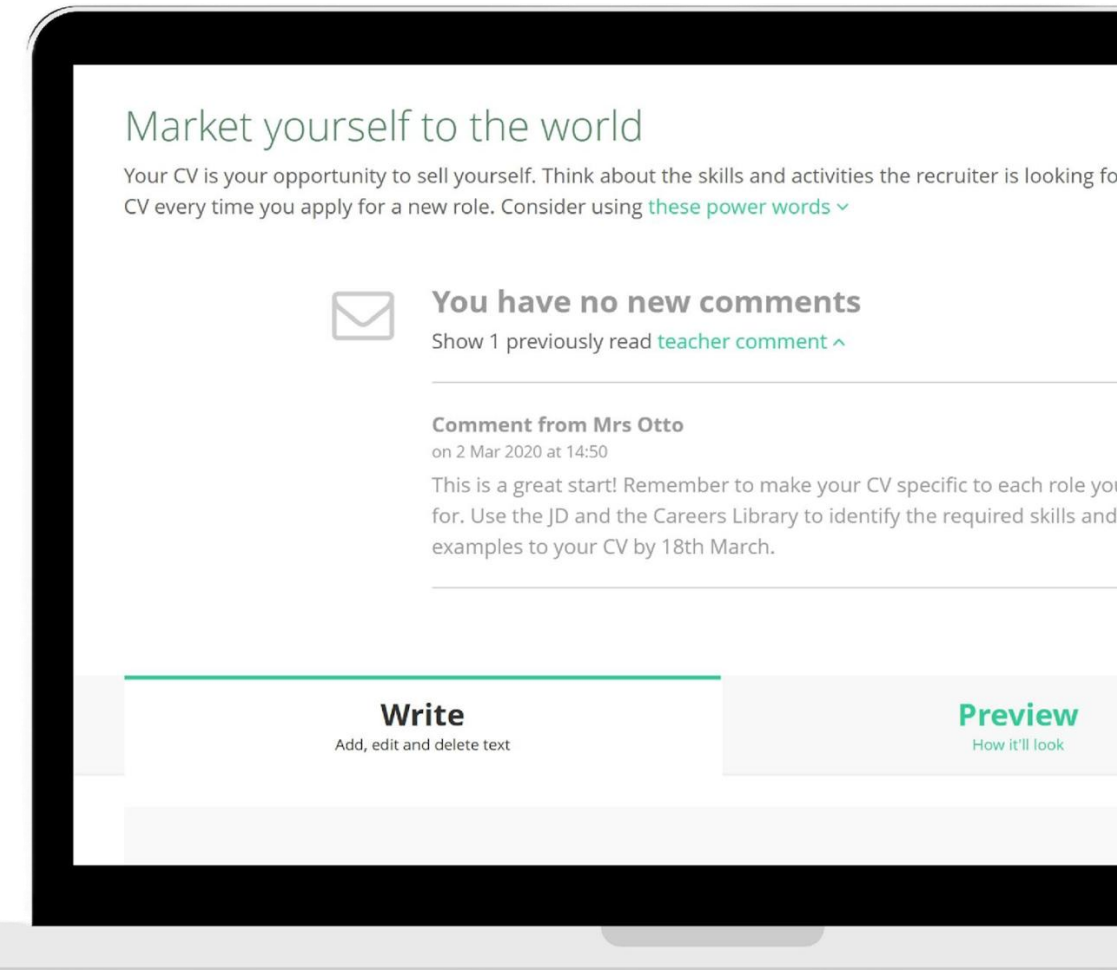 Market yourself to the world
Your CV is your opportunity to sell yourself. Think about the skills and activities the recruiter is looking
CV every time you apply for a new role. Consider using these power words
You have no new comments
Show 1 previously read teacher comment
Comment from Mrs Otto
on 2 Mar 2020 at 14:50
This is a great start! Remember to make your CV specific to each role
for. Use the JD and the Careers Library to identify the required skills and
examples to your CV by 18th March.
Write
Preview
Add, edit and delete text
How it'll look